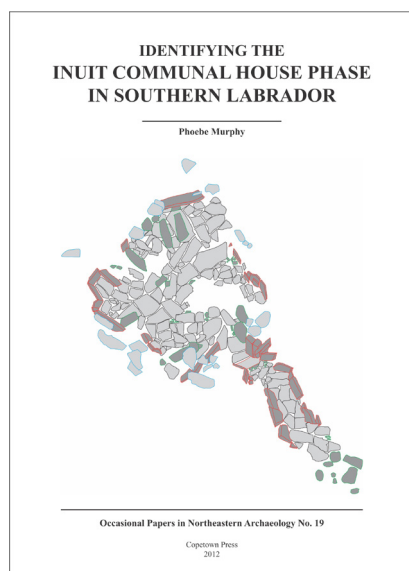 IDENTIFYING THE
INUIT COMMUNAL HOUSE PHASE
IN SOUTHERN LABRADOR
Phoebe Murphy
Occasional Papers in Northeastern Archaeology No. 19
Copetown Press
2012